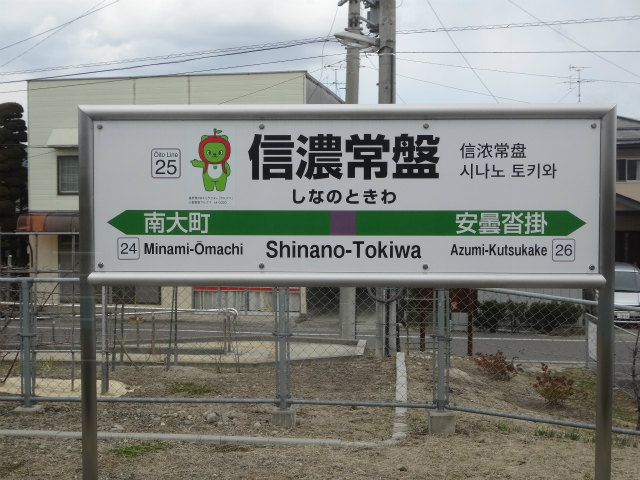 Ōito Line
25
信濃常盤
信浓常盘
시나노 토키와
しなのときわ
南大町
安曇沓掛
24
Minami-Ōmachi
Shinano-Tokiwa
Azumi-Kutsukake
26